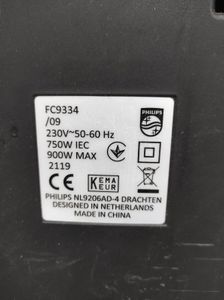 FC9334
/09
230V~50-60 Hz
750W IEC
900W MAX
2119
PHILIPS
CE
KEMA
KEUR
PHILIPS NL9206AD-4 DRACHTEN
DESIGNED IN NETHERLANDS
MADE IN CHINA